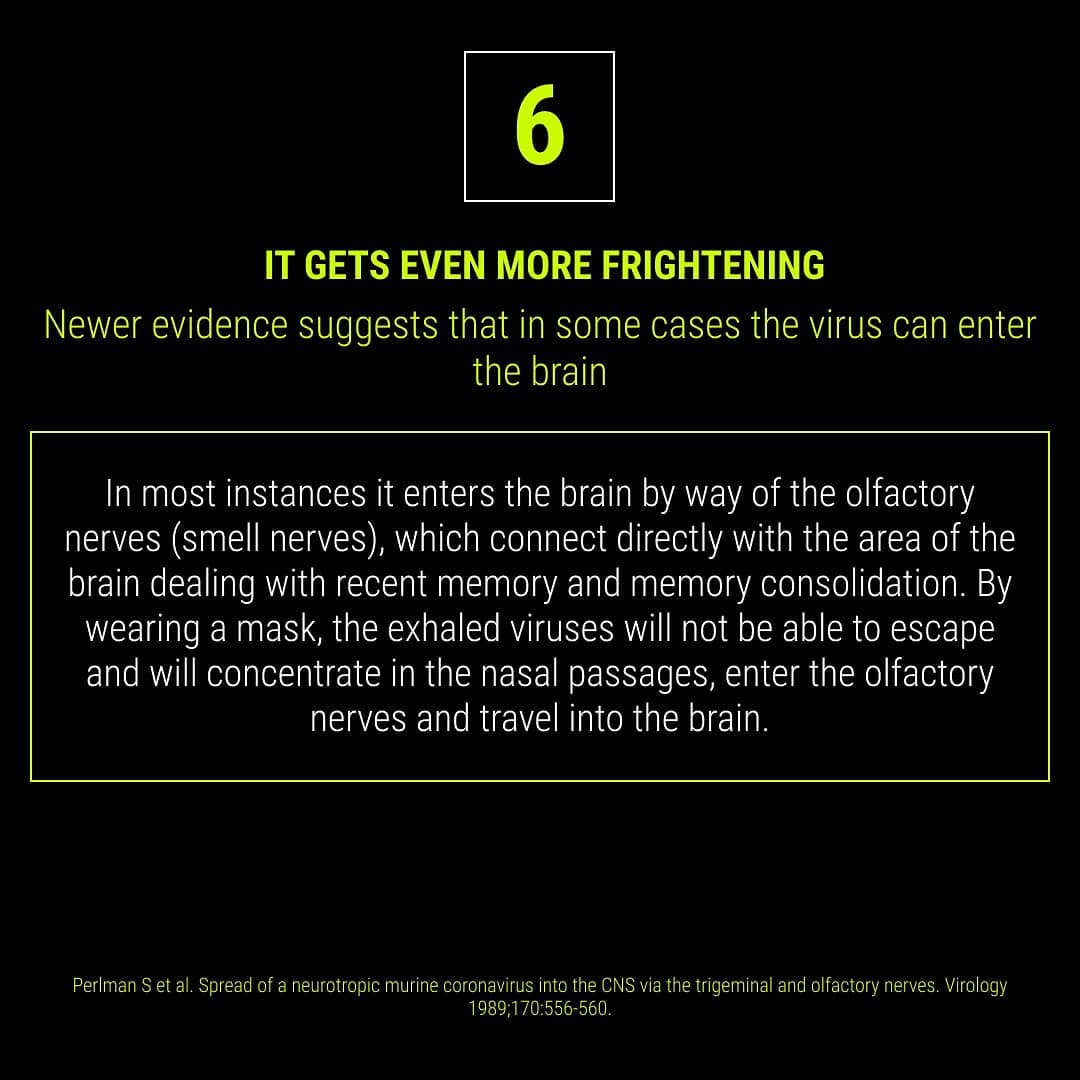 6
IT GETS EVEN MORE FRIGHTENING
Newer evidence suggests that in some cases the virus can enter
the brain
In most instances it enters the brain by way of the olfactory
nerves (smell nerves), which connect directly with the area of the
brain dealing with recent memory and memory consolidation. By
wearing a mask, the exhaled viruses will not be able to escape
and will concentrate in the nasal passages, enter the olfactory
nerves and travel into the brain.
Perlman S et al. Spread of a neurotropic murine coronavirus into the CNS via the trigeminal and olfactory nerves. Virology
1989;170:556-560.